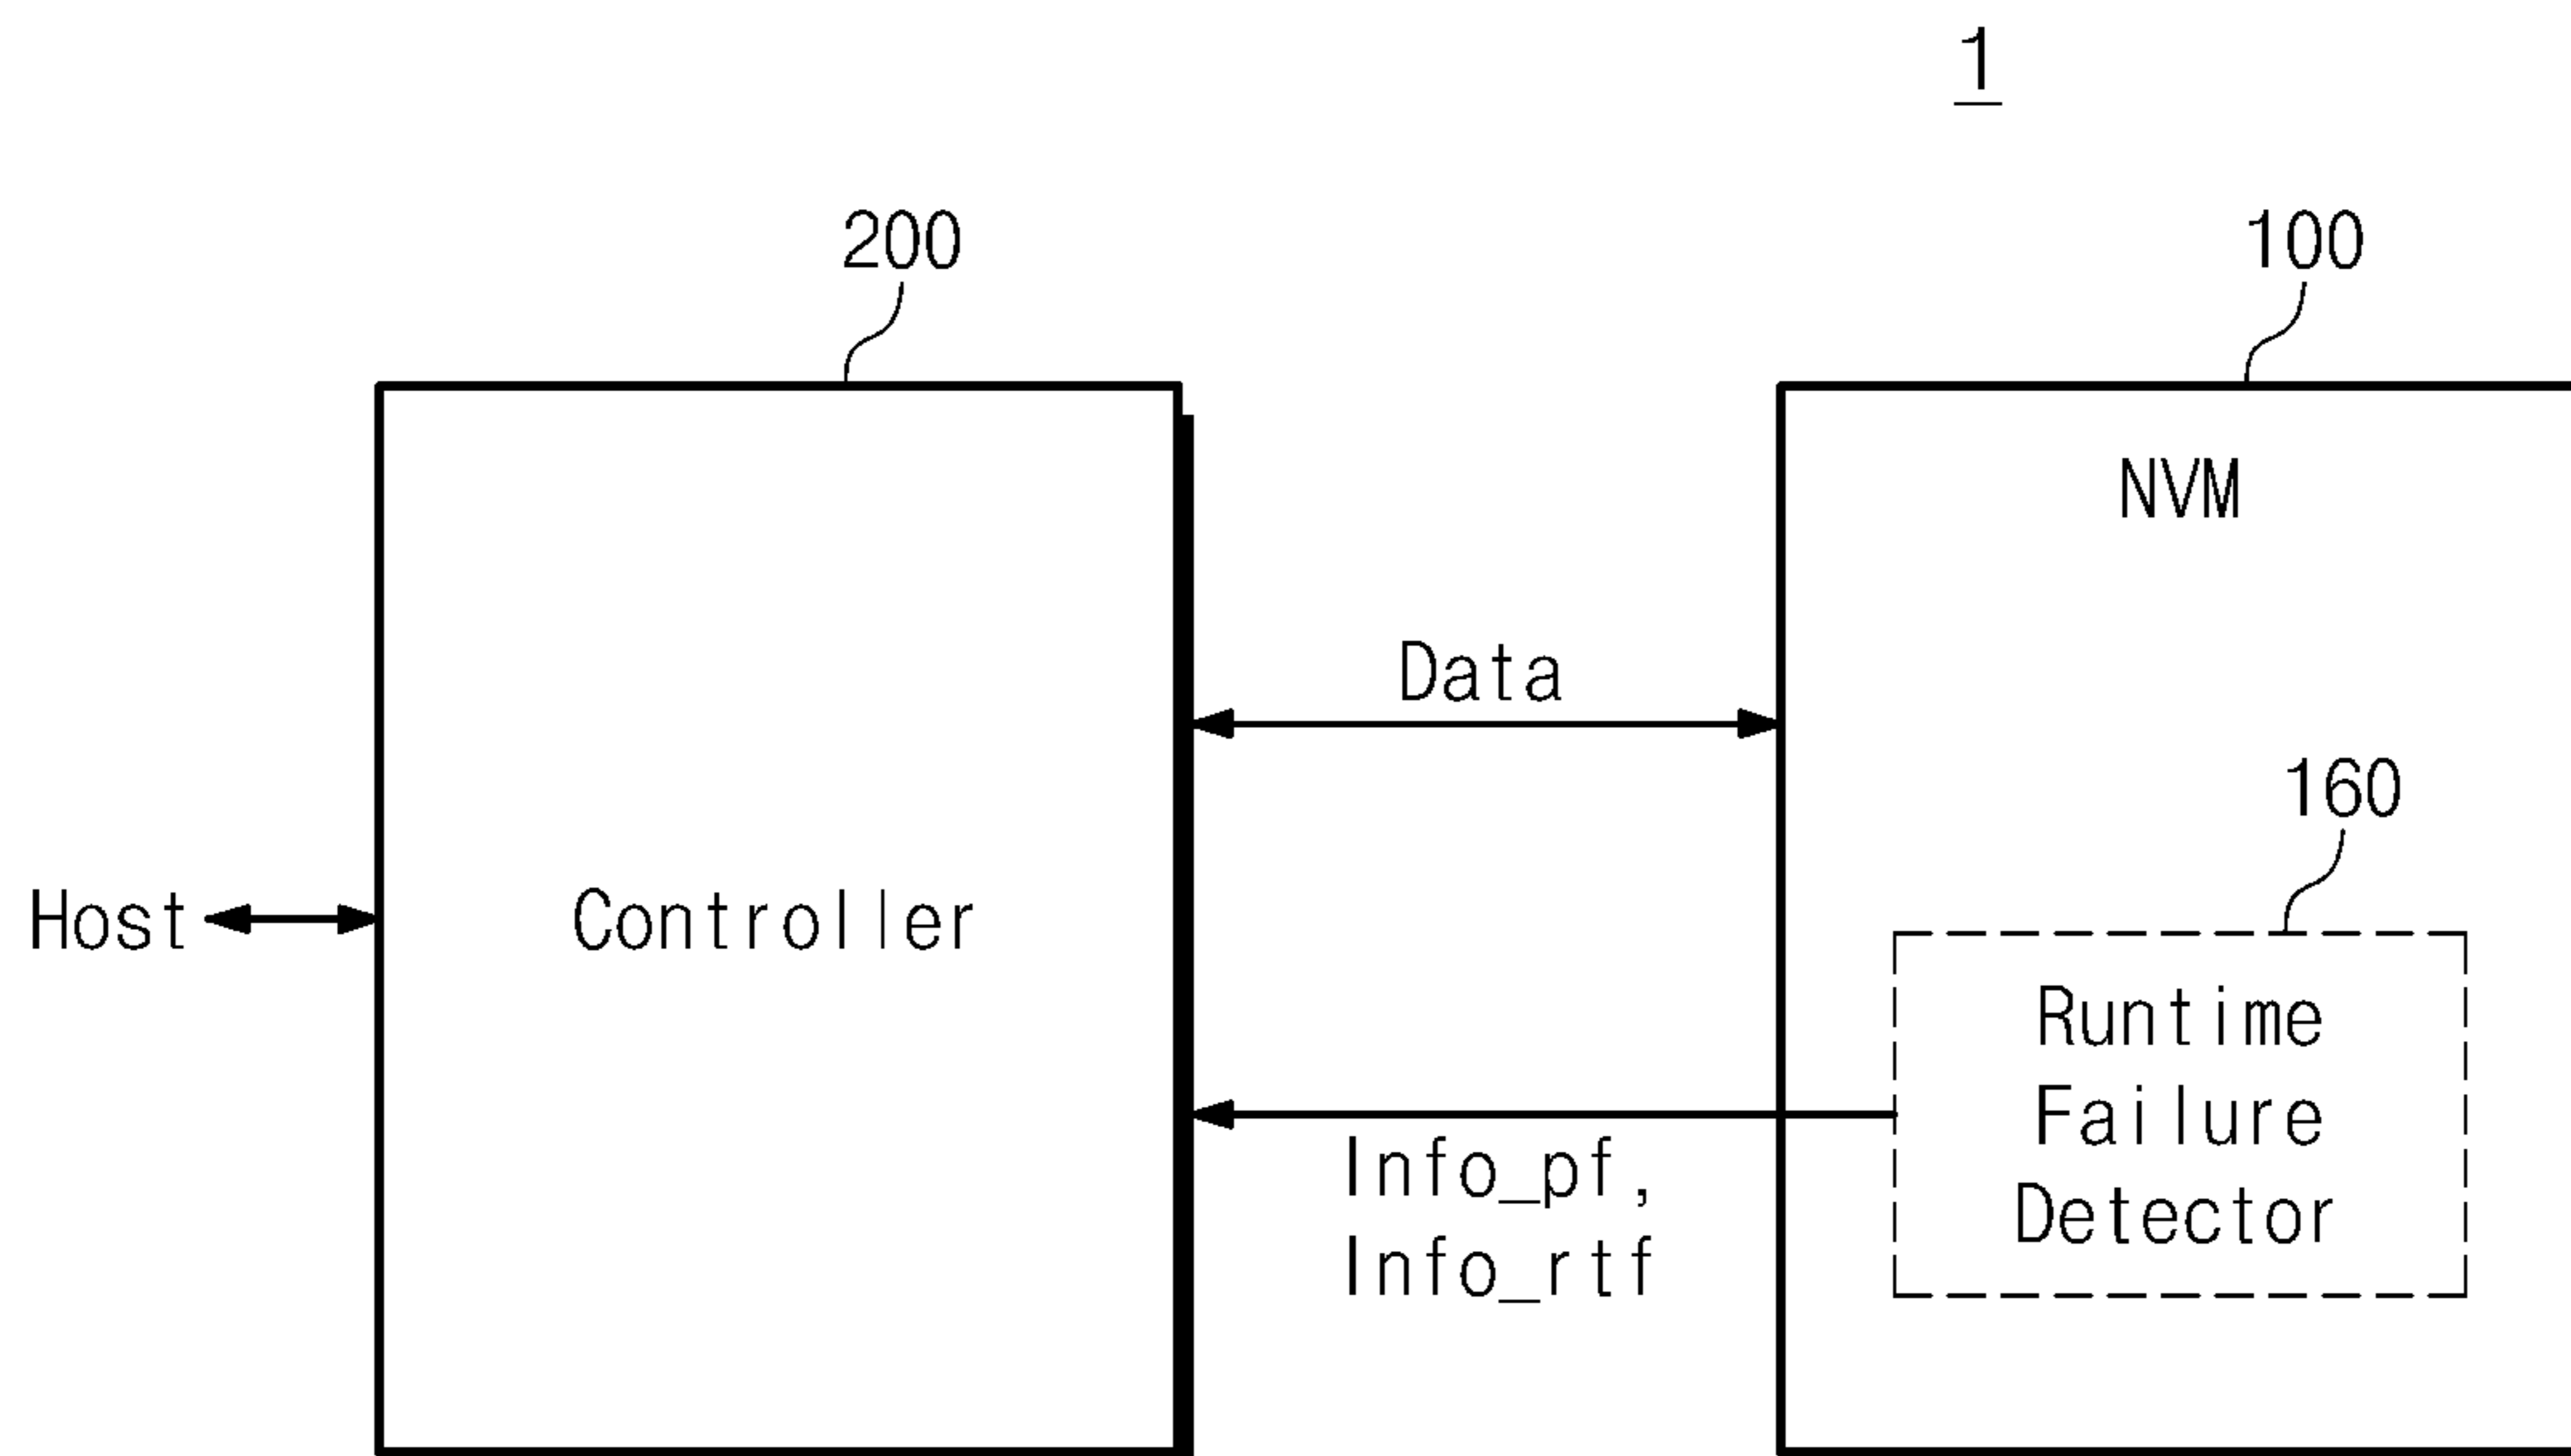 1
200
100
NVM
Data
160
Host
Controller
Runtime
Failure
Detector
Info_pf,
Info_rtf